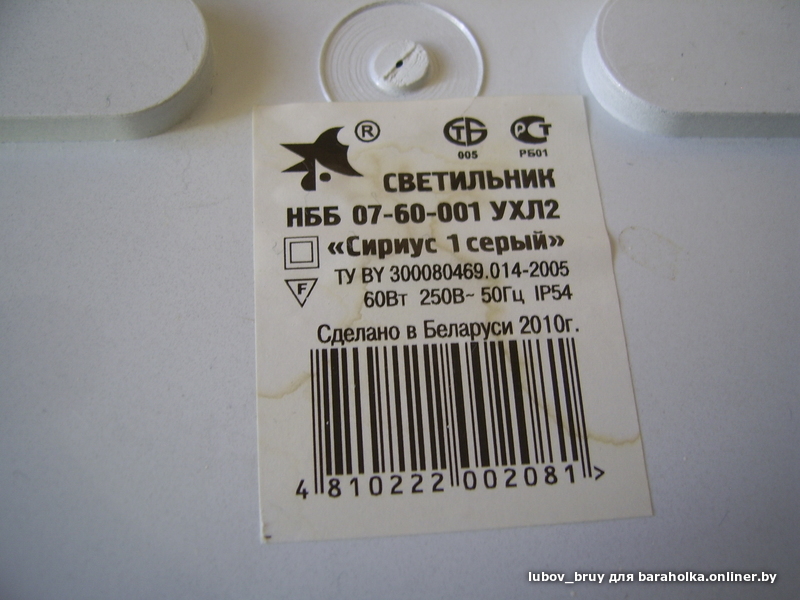 ®
СТБ РСТ
005 РБ01
СВЕТИЛЬНИК
НББ 07-60-001 УХЛ2
«Сириус 1 серый»
ТУ BY 300080469.014-2005
F
60Вт 250В~ 50Гц IP54
Сделано в Беларуси 2010г.
4 810222 002081 >
lubov_bruy для baraholka.onliner.by